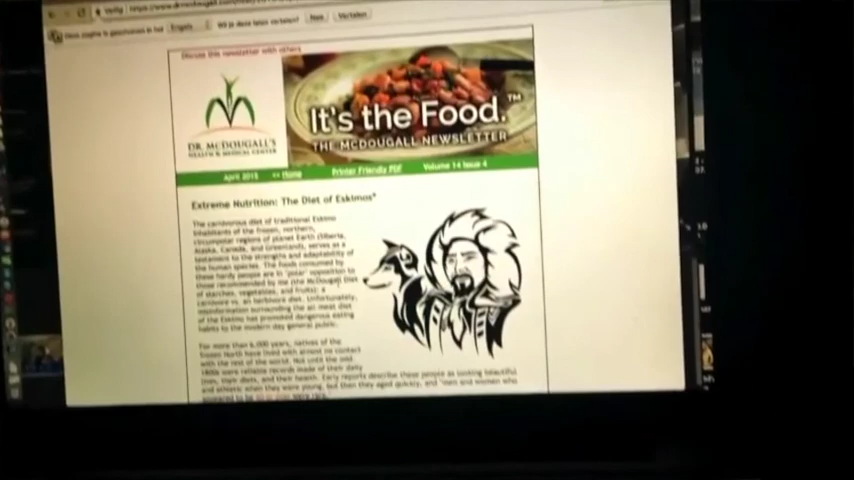 Discuss this newsletter with others
It's the Food.™
THE MCDOUGALL NEWSLETTER
DR. MCDOUGALL'S
HEALTH & MEDICAL CENTER
April 2015 << Home Printer Friendly PDF Volume 14 Issue 4
Extreme Nutrition: The Diet of Eskimos*
The carnivorous diet of traditional Eskimo
inhabitants of the frozen, northern,
circumpolar regions of planet Earth (Siberia,
Alaska, Canada, and Greenland), serves as a
testament to the strengths and adaptability of
the human species. The foods consumed by
these hardy people are in "polar" opposition to
those recommended by me (the McDougall Diet
of starches, vegetables, and fruits): a
carnivore vs. an herbivore diet. Unfortunately,
misinformation surrounding the all meat diet
of the Eskimo has promoted dangerous eating
habits to the modern-day general public.
For more than 6,000 years, natives of the
frozen North have lived with almost no contact
with the rest of the world. Not until the mid-
1800s were reliable records made of their daily
lives, their diets, and their health. Early reports describe these people as looking beautiful
and athletic when they were young, but then they aged quickly, and "men and women who
appeared to be